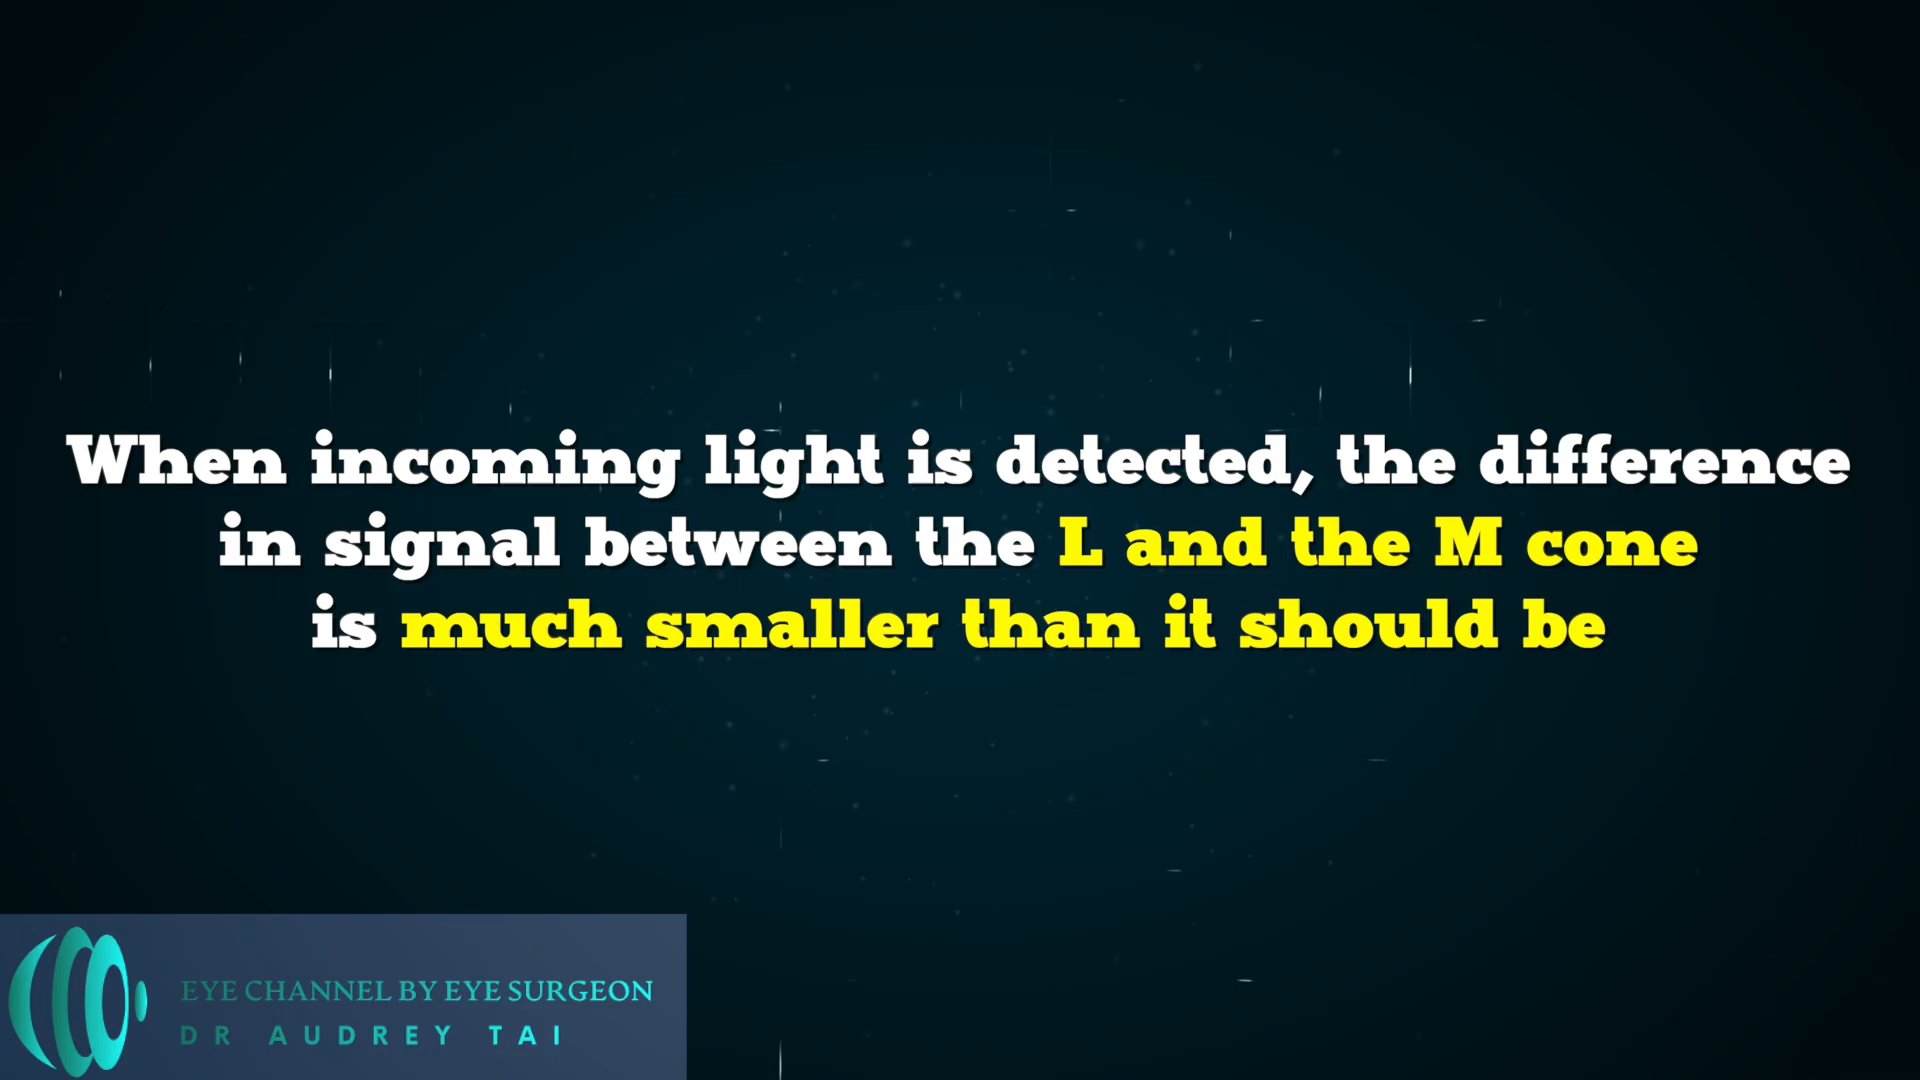 When incoming light is detected, the difference
in signal between the L and the M cone
is much smaller than it should be
EYE CHANNEL BY EYE SURGEON
DR AUDREY TAI